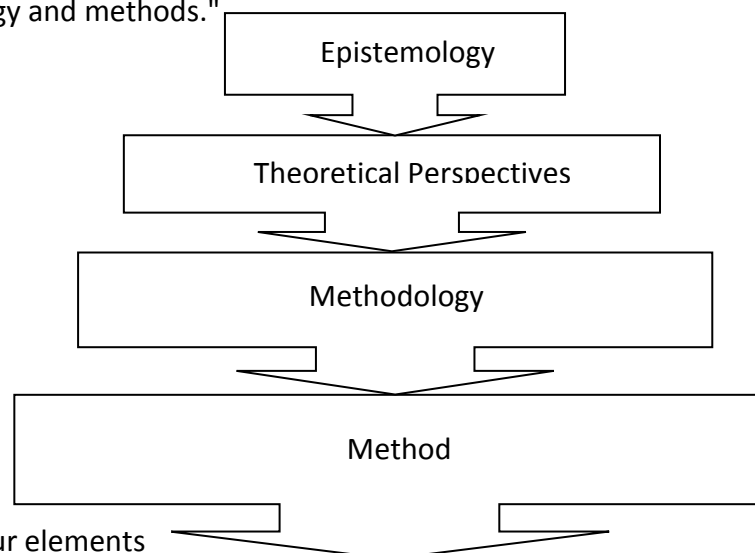 gy and methods."
Epistemology
Theoretical Perspectives
Methodology
Method
ur elements